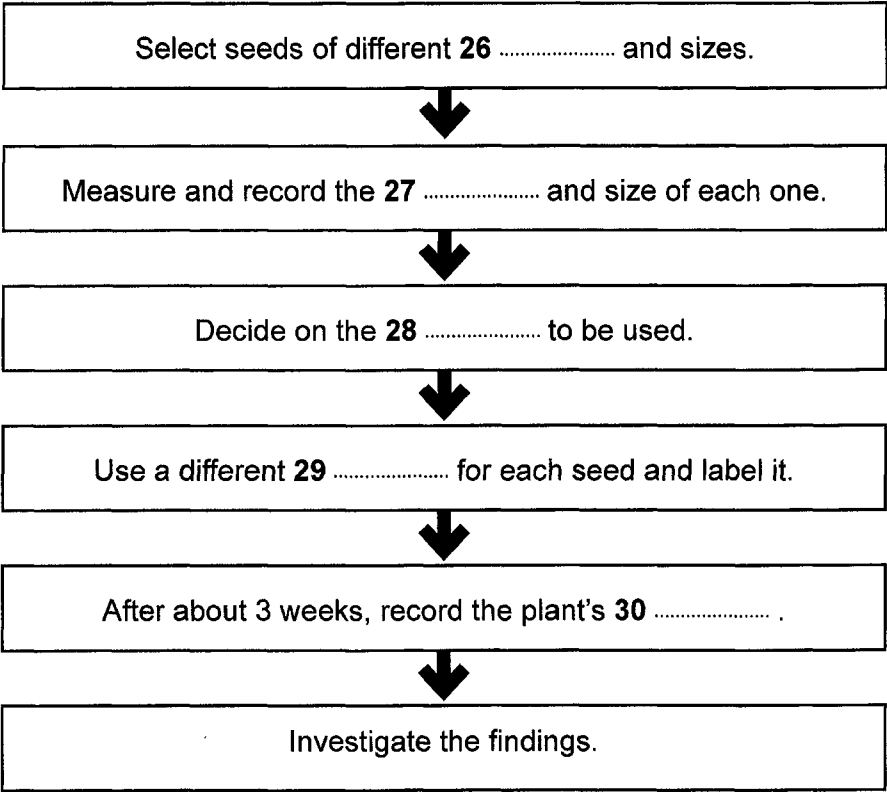 Select seeds of different 26 ...................... and sizes.
Measure and record the 27 ...................... and size of each one.
Decide on the 28 ...................... to be used.
Use a different 29 ...................... for each seed and label it.
After about 3 weeks, record the plant's 30 ...................... .
Investigate the findings.